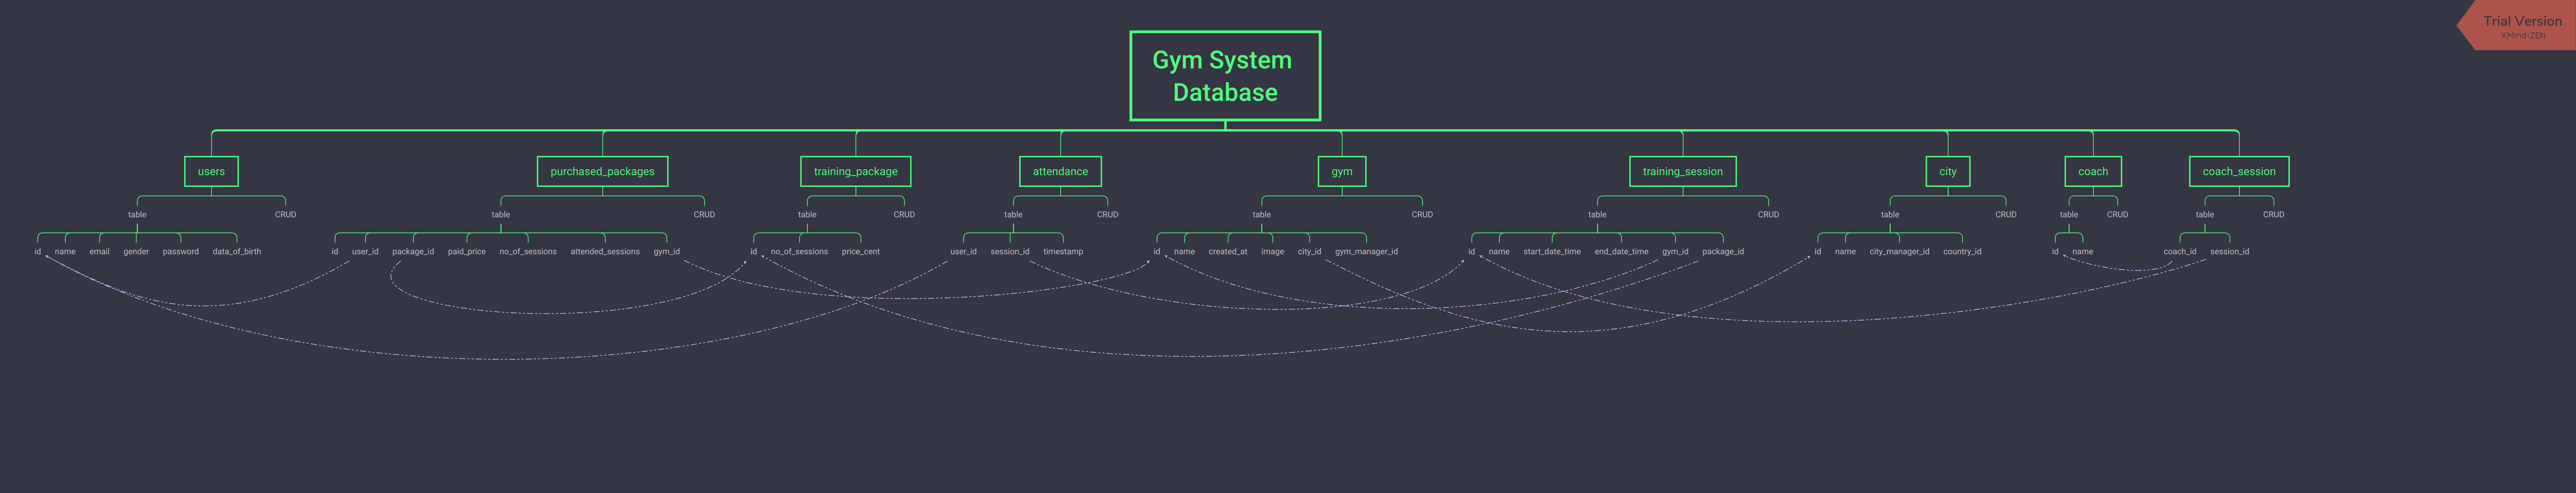 Trial Version
XMind:ZEN
Gym System
Database
users purchased_packages training_package attendance gym training_session city coach coach_session
table CRUD table CRUD table CRUD table CRUD table CRUD table CRUD table CRUD table CRUD table CRUD
id name email gender password data_of_birth id user_id package_id paid_price no_of_sessions attended_sessions gym_id id no_of_sessions price_cent user_id session_id timestamp id name created_at image city_id gym_manager_id id name start_date_time end_date_time gym_id package_id id name city_manager_id country_id id name coach_id session_id